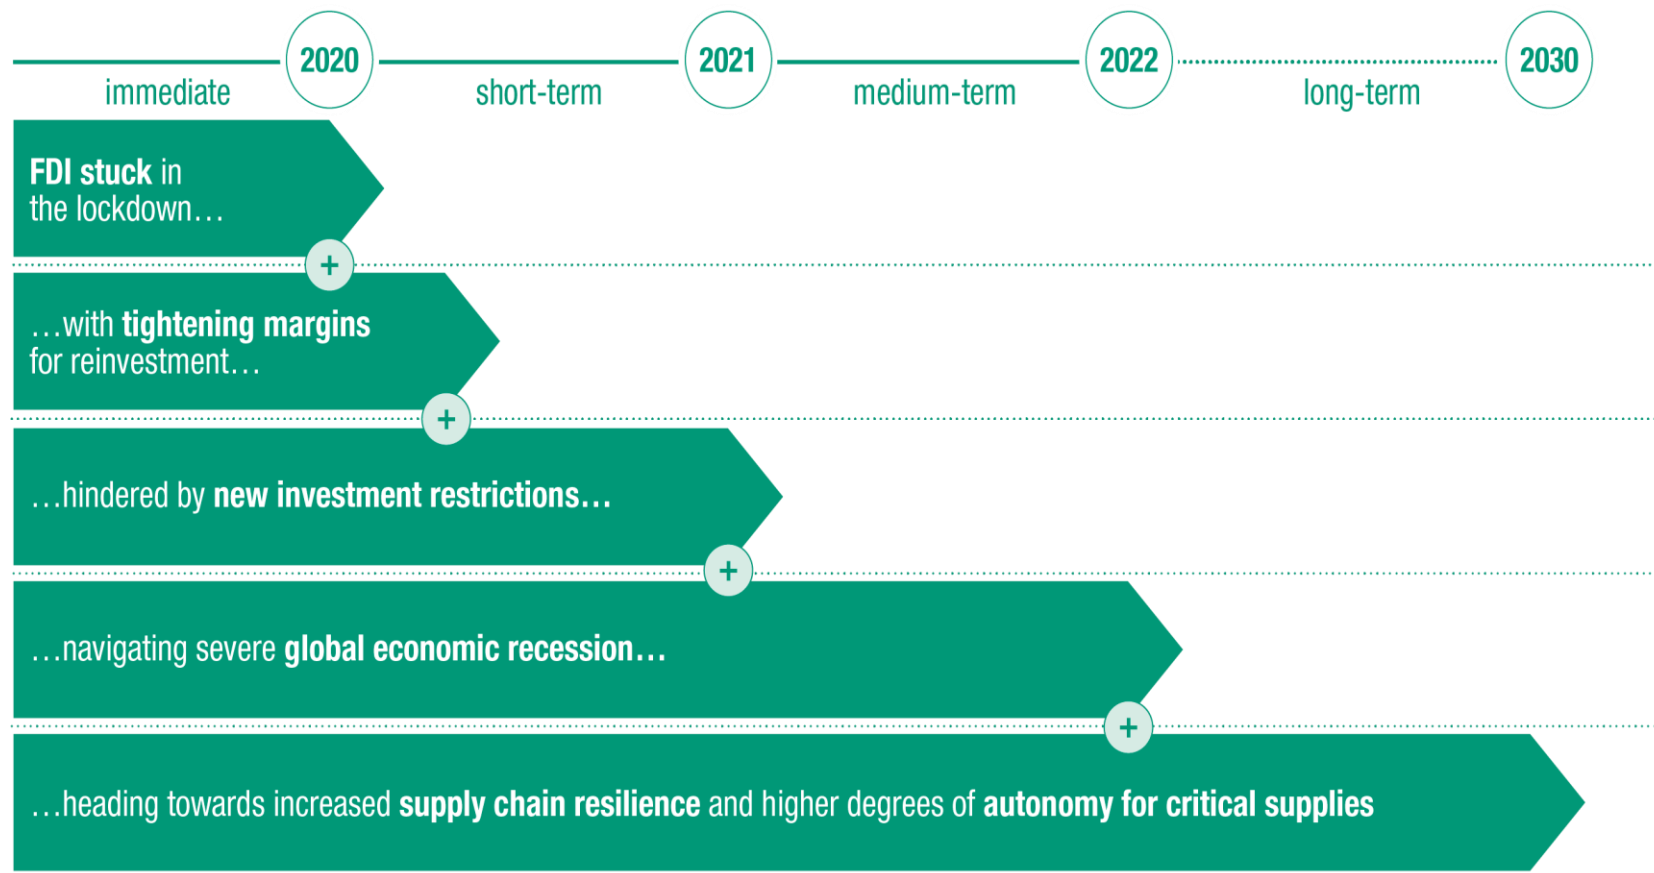 2020
2021
2022
2030
immediate
short-term
medium-term
long-term
FDI stuck in
the lockdown…
+
…with tightening margins
for reinvestment…
+
…hindered by new investment restrictions…
+
…navigating severe global economic recession…
+
…heading towards increased supply chain resilience and higher degrees of autonomy for critical supplies